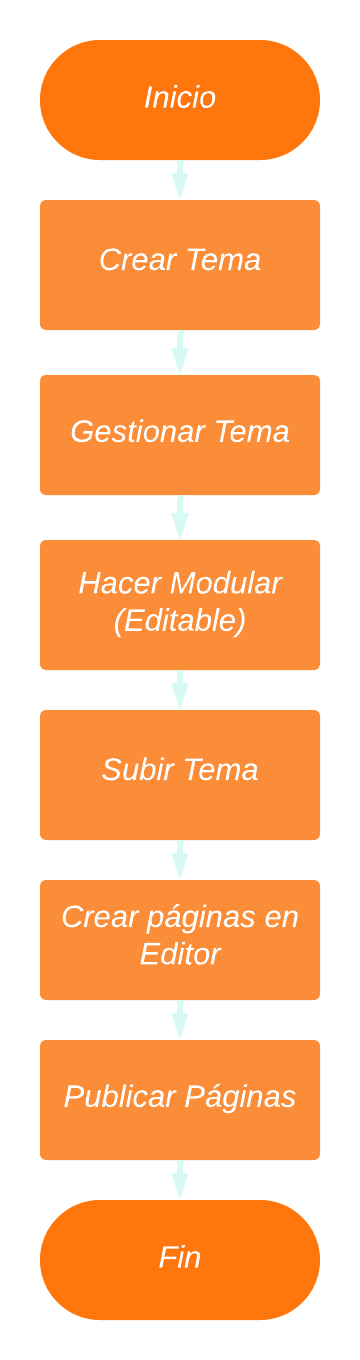 Inicio
Crear Tema
Gestionar Tema
Hacer Modular
(Editable)
Subir Tema
Crear páginas en
Editor
Publicar Páginas
Fin